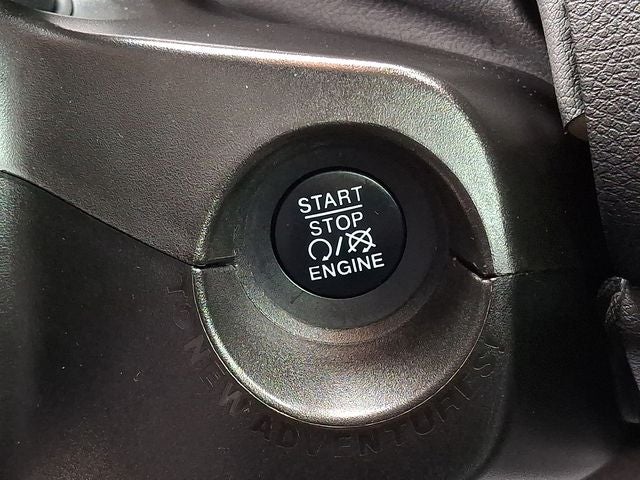 START
STOP
ENGINE
TO NEW ADVENTURES!